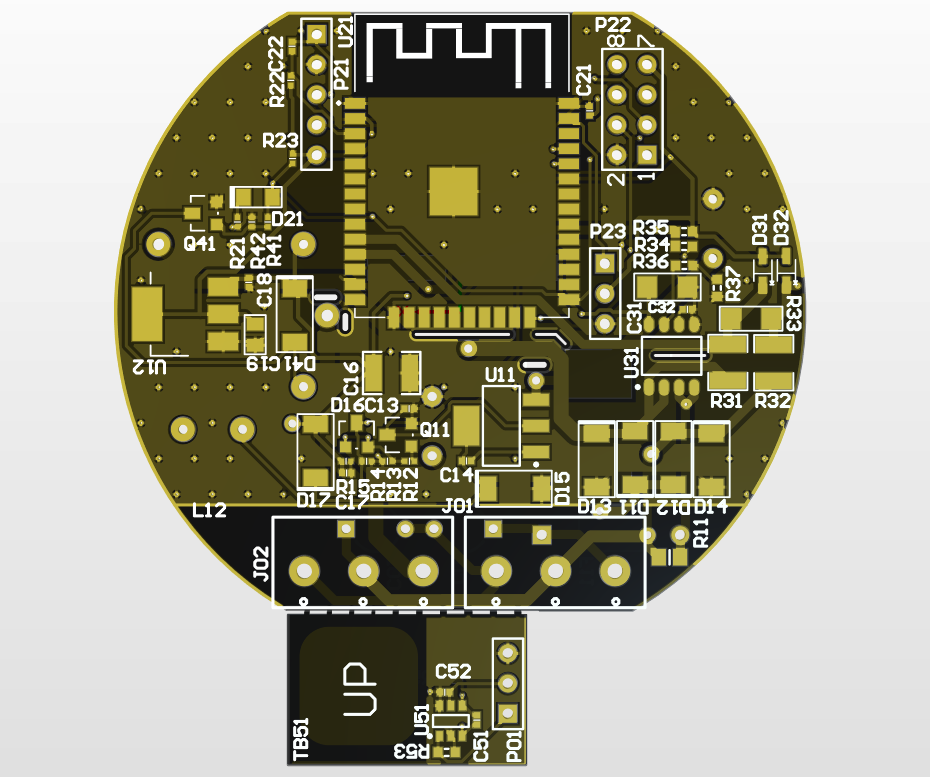 U21
P22
8
7
C22
P21
C21
R22
R23
2
1
D21
Q41
R21
R42
R41
P23
R35
R34
R36
D31
D32
C18
R37
C32
C31
R33
U12
C19
D41
C16
U31
U11
R31
R32
D16
C13
Q11
C14
D15
R15
R14
R13
R12
D17
C17
J01
D13
D11
D12
D14
L12
R11
J02
UP
C52
TB51
U51
R53
C51
P01